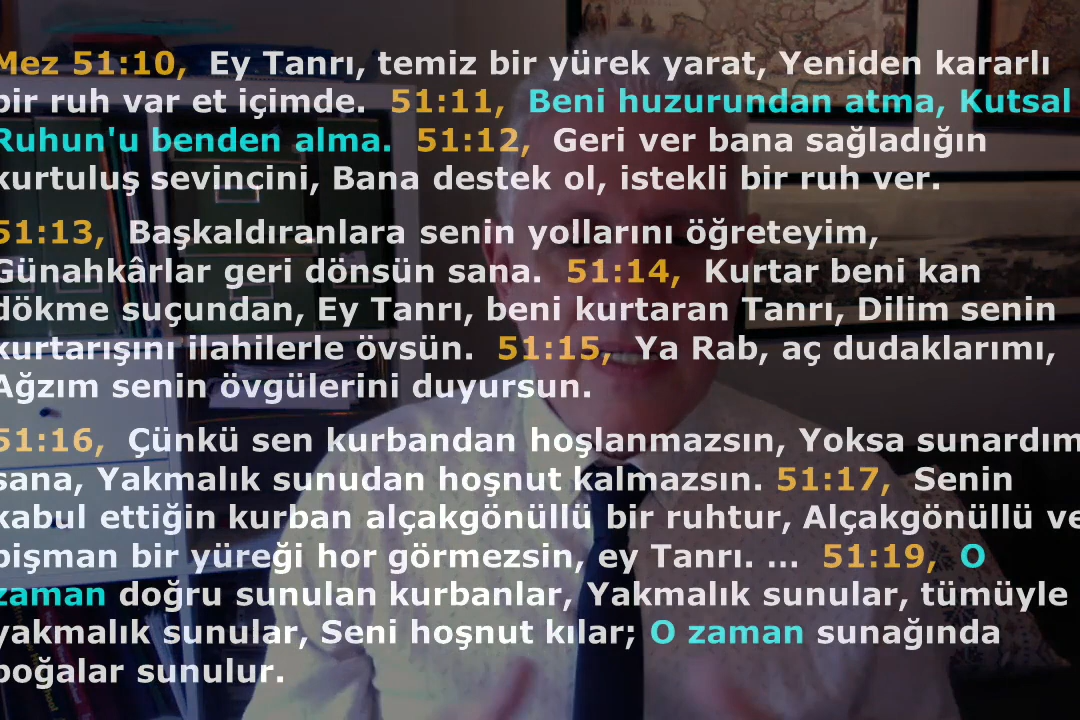 Mez 51:10, Ey Tanrı, temiz bir yürek yarat, Yeniden kararlı
bir ruh var et içimde. 51:11, Beni huzurundan atma, Kutsal
Ruhun'u benden alma. 51:12, Geri ver bana sağladığın
kurtuluş sevincini, Bana destek ol, istekli bir ruh ver.
51:13, Başkaldıranlara senin yollarını öğreteyim,
Günahkârlar geri dönsün sana. 51:14, Kurtar beni kan
dökme suçundan, Ey Tanrı, beni kurtaran Tanrı, Dilim senin
kurtarışını ilahilerle övsün. 51:15, Ya Rab, aç dudaklarımı,
Ağzım senin övgülerini duyursun.
51:16, Çünkü sen kurbandan hoşlanmazsın, Yoksa sunardım
sana, Yakmalık sunudan hoşnut kalmazsın. 51:17, Senin
kabul ettiğin kurban alçakgönüllü bir ruhtur, Alçakgönüllü ve
pişman bir yüreği hor görmezsin, ey Tanrı. ... 51:19, O
zaman doğru sunulan kurbanlar, Yakmalık sunular, tümüyle
yakmalık sunular, Seni hoşnut kılar; O zaman sunağında
boğalar sunulur.